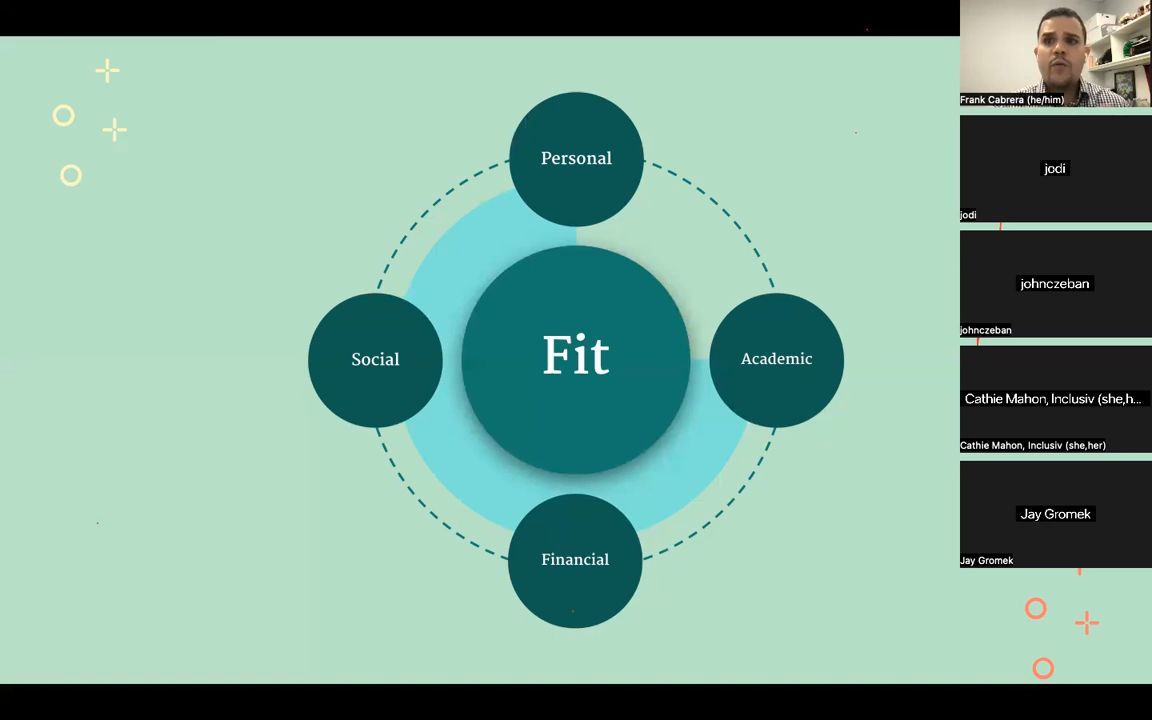 Personal
Social
Fit
Academic
Financial
Frank Cabrera (he/him)
jodi
jodi
johnczeban
johnczeban
Cathie Mahon, Inclusiv (she,h...
Cathie Mahon, Inclusiv (she,her)
Jay Gromek
Jay Gromek